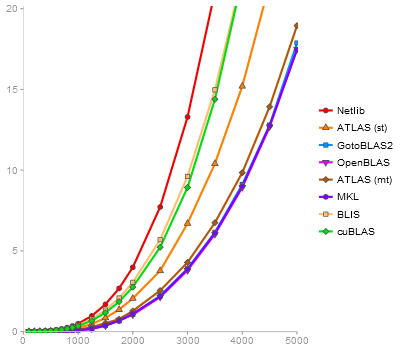 20
15
10
5
0
0
1000
2000
3000
4000
5000
Netlib
ATLAS (st)
GotoBLAS2
OpenBLAS
ATLAS (mt)
MKL
BLIS
cuBLAS